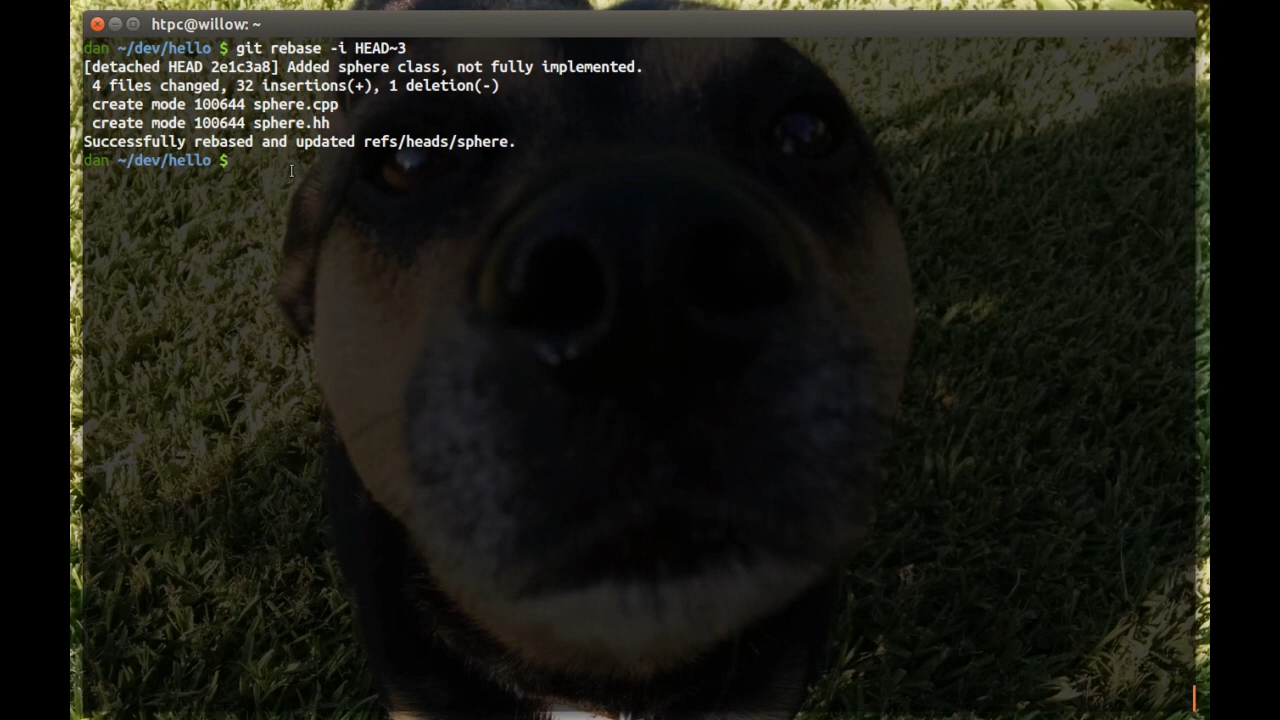 htpc@willow: ~
dan ~/dev/hello $ git rebase -i HEAD~3
[detached HEAD 2e1c3a8] Added sphere class, not fully implemented.
 4 files changed, 32 insertions(+), 1 deletion(-)
 create mode 100644 sphere.cpp
 create mode 100644 sphere.hh
Successfully rebased and updated refs/heads/sphere.
dan ~/dev/hello $